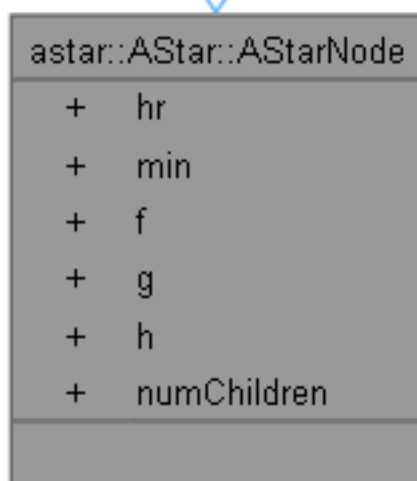 astar::AStar::AStarNode
+ hr
+ min
+ f
+ g
+ h
+ numChildren